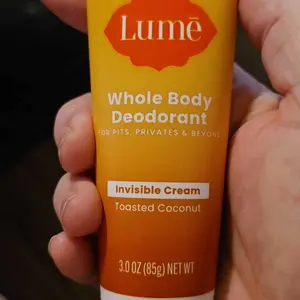 Lumē
Whole Body
Deodorant
FOR PITS, PRIVATES & BEYOND
Invisible Cream
Toasted Coconut
3.0 OZ (85g) NET WT